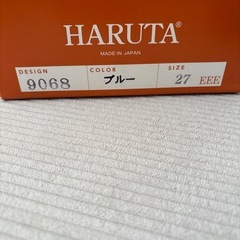 HARUTA®
MADE IN JAPAN
DESIGN COLOR SIZE
9068 ブルー 27 EEE